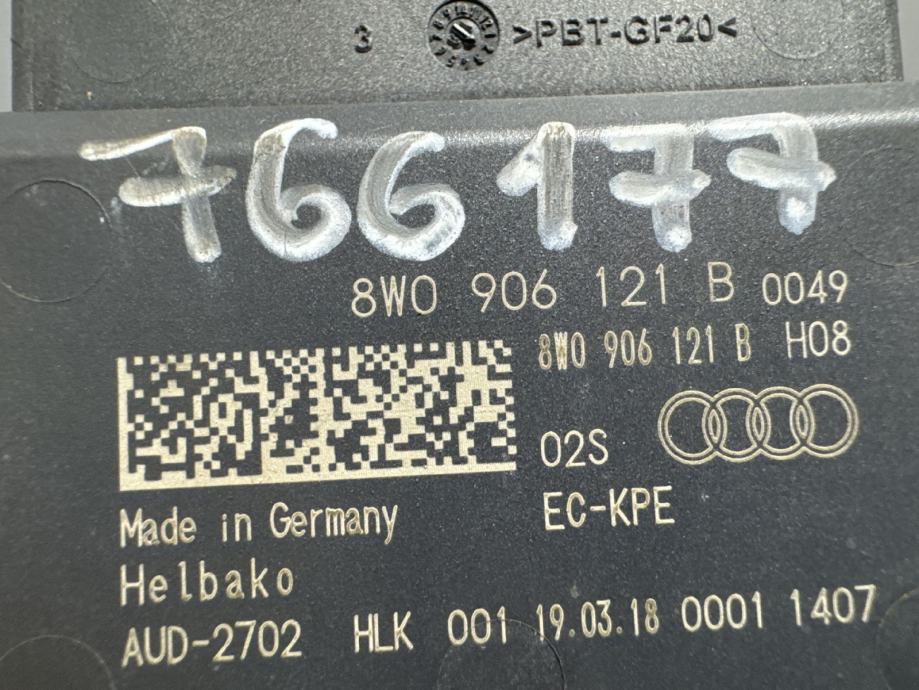 3 >PBT-GF20<
766177
8W0 906 121 B 0049
8W0 906 121 B H08
02S
EC-KPE
Made in Germany
Helbako
AUD-2702 HLK 001 19.03.18 0001 1407